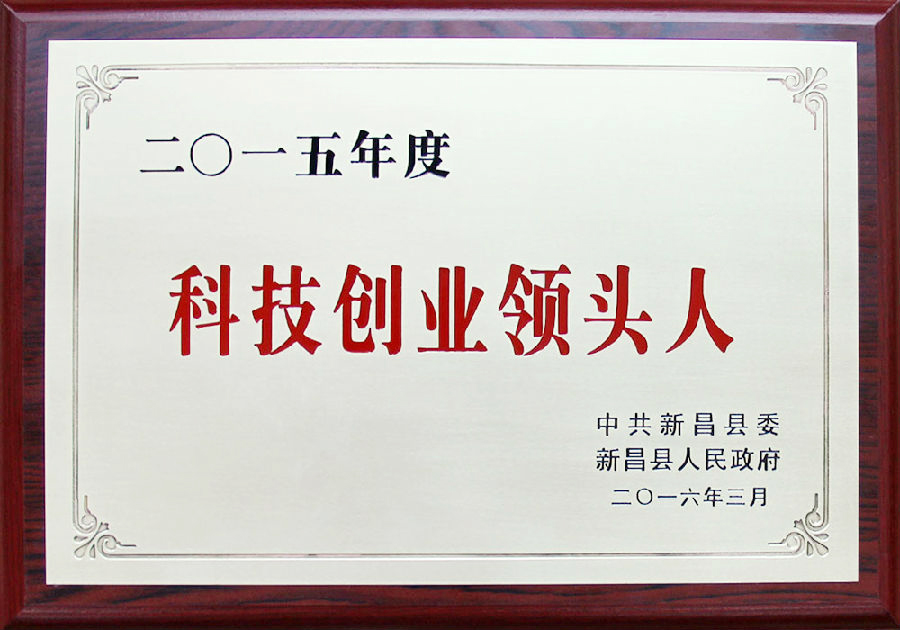 二〇一五年度
科技创业领头人
中共新昌县委
新昌县人民政府
二〇一六年三月